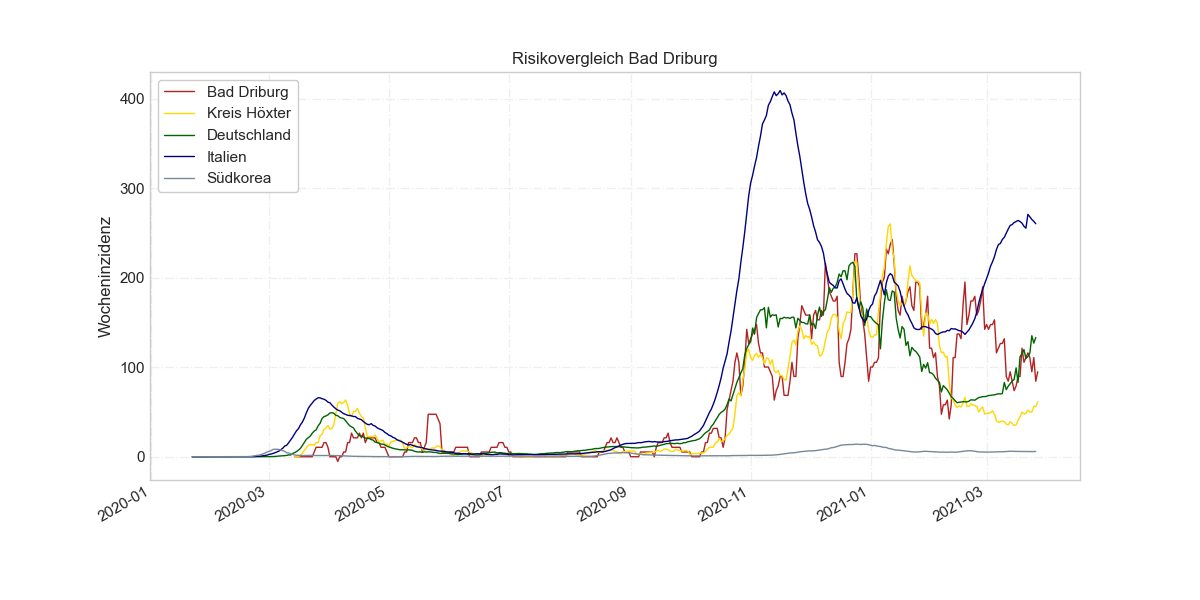 Risikovergleich Bad Driburg
Bad Driburg
Kreis Höxter
Deutschland
Italien
Südkorea
Wocheninzidenz
400
300
200
100
0
2020-01
2020-03
2020-05
2020-07
2020-09
2020-11
2021-01
2021-03